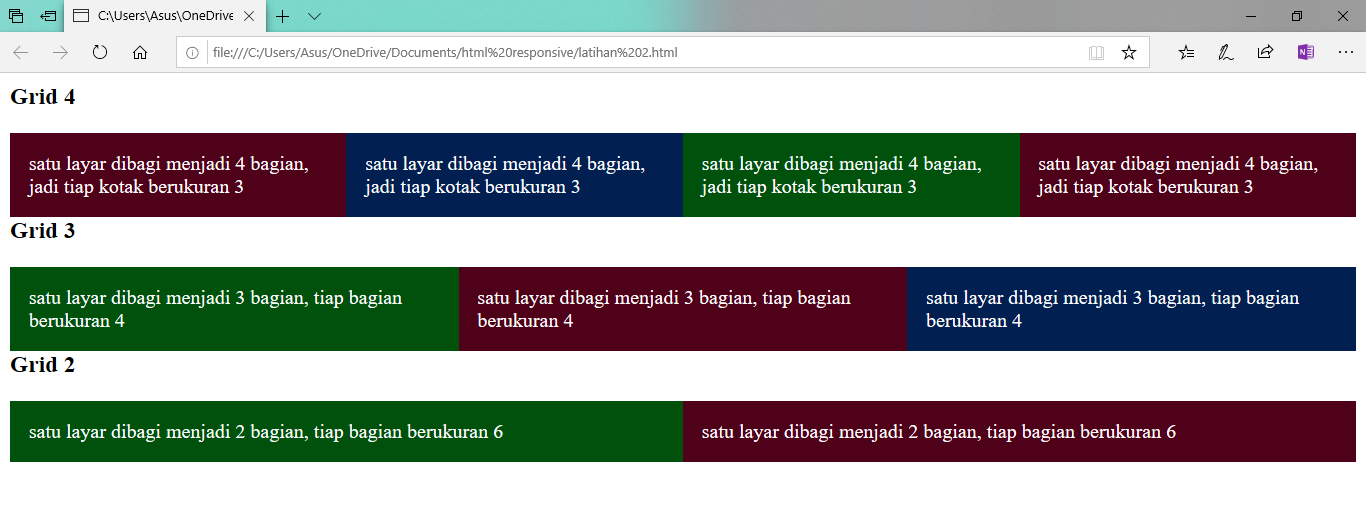 C:\Users\Asus\OneDrive
file:///C:/Users/Asus/OneDrive/Documents/html%20responsive/latihan%202.html
Grid 4
satu layar dibagi menjadi 4 bagian,
jadi tiap kotak berukuran 3
satu layar dibagi menjadi 4 bagian,
jadi tiap kotak berukuran 3
satu layar dibagi menjadi 4 bagian,
jadi tiap kotak berukuran 3
satu layar dibagi menjadi 4 bagian,
jadi tiap kotak berukuran 3
Grid 3
satu layar dibagi menjadi 3 bagian, tiap bagian
berukuran 4
satu layar dibagi menjadi 3 bagian, tiap bagian
berukuran 4
satu layar dibagi menjadi 3 bagian, tiap bagian
berukuran 4
Grid 2
satu layar dibagi menjadi 2 bagian, tiap bagian berukuran 6
satu layar dibagi menjadi 2 bagian, tiap bagian berukuran 6